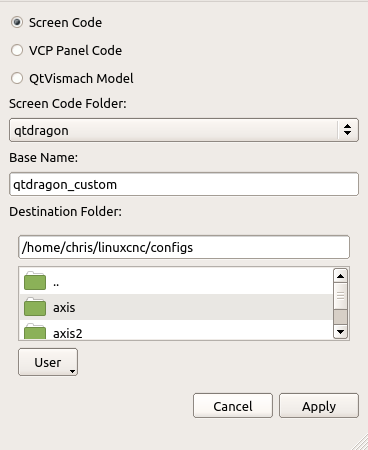 Screen Code
VCP Panel Code
QtVismach Model
Screen Code Folder:
qtdragon
Base Name:
qtdragon_custom
Destination Folder:
/home/chris/linuxcnc/configs
..
axis
axis2
User
Cancel Apply